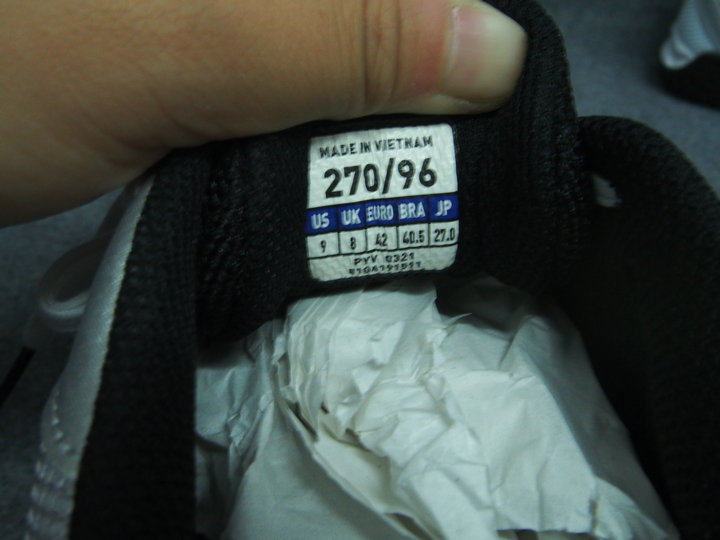 MADE IN VIETNAM
270/96
US UK EURO BRA JP
9 8 42 40.5 27.0
PYV 0321